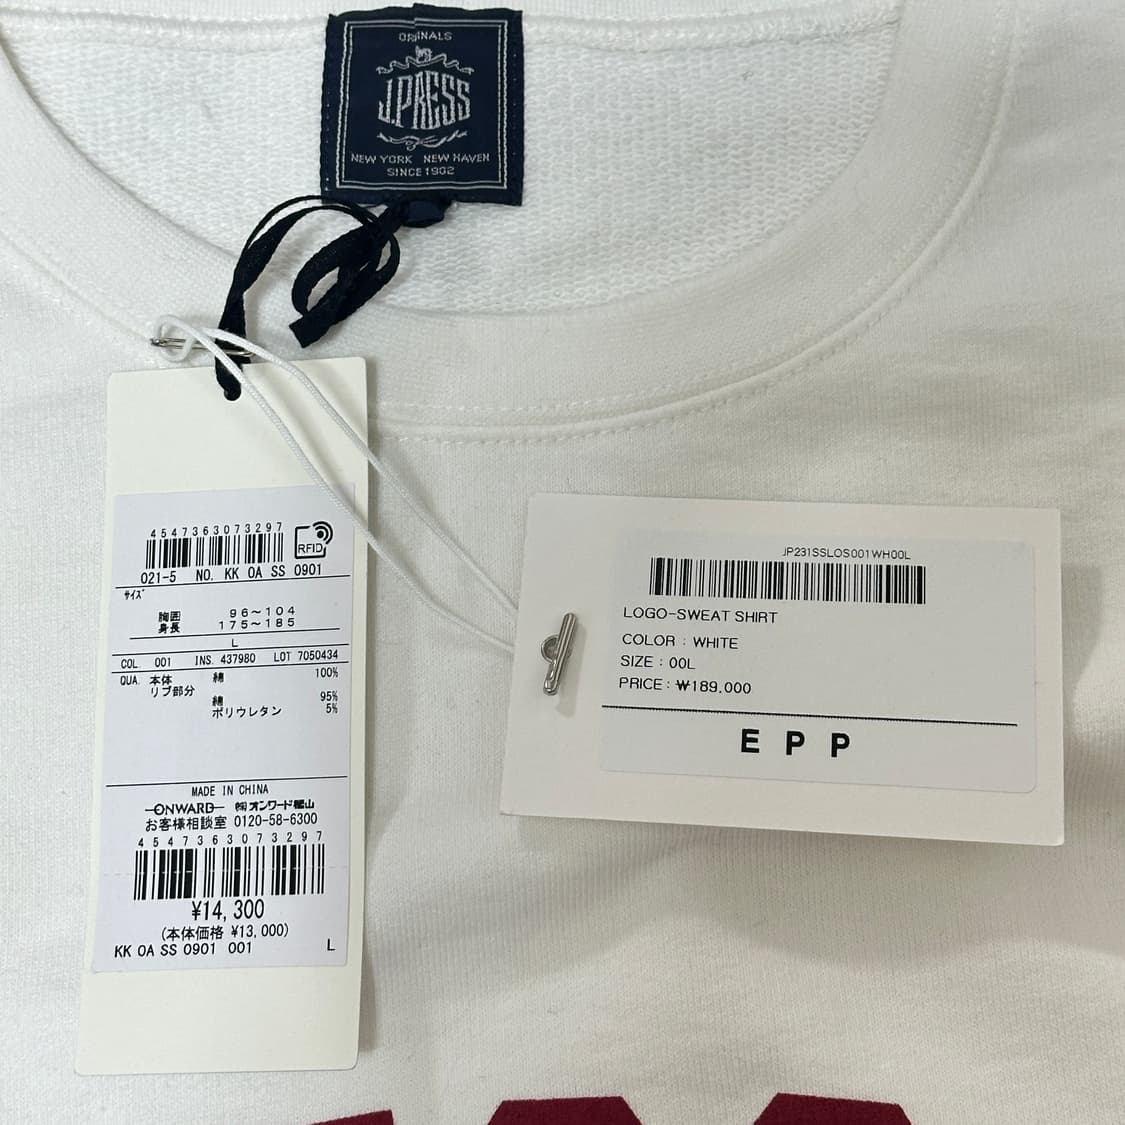 ORIGINALS
J.PRESS
NEW YORK NEW HAVEN
SINCE 1902
4547363073297
RFID
021-5 NO. KK OA SS 0901
サイズ
胸囲 96～104
身長 175～185
L
COL. 001 INS. 437980 LOT 7050434
QUA. 本体 綿 100%
リブ部分
綿 95%
ポリウレタン 5%
MADE IN CHINA
ONWARD ㈱オンワード樫山
お客様相談室 0120-58-6300
4547363073297
¥14,300
(本体価格 ¥13,000)
KK OA SS 0901 001 L
JP231SSLOS001WH00L
LOGO-SWEAT SHIRT
COLOR : WHITE
SIZE : 00L
PRICE : ₩189,000
EPP